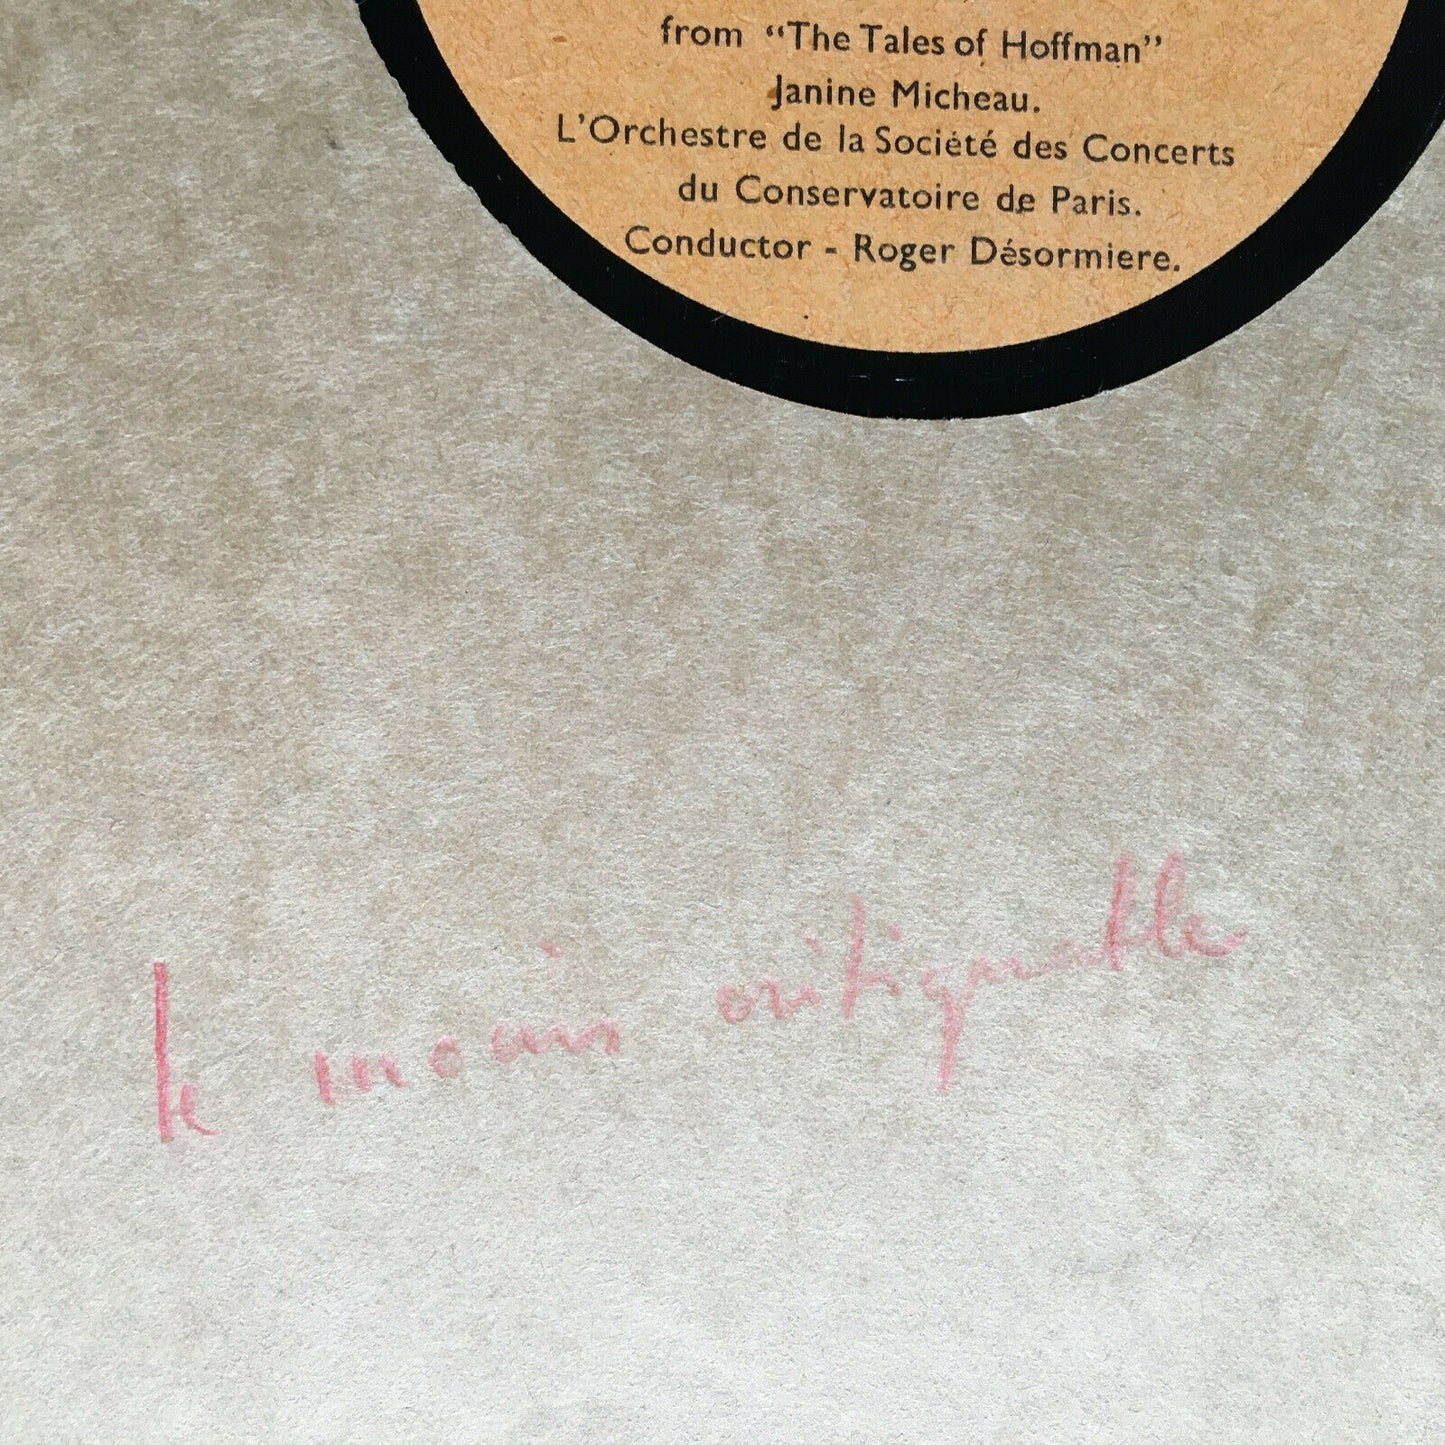 from “The Tales of Hoffman”
Janine Micheau.
L'Orchestre de la Société des Concerts
du Conservatoire de Paris.
Conductor - Roger Désormiere.
le moins critiquable